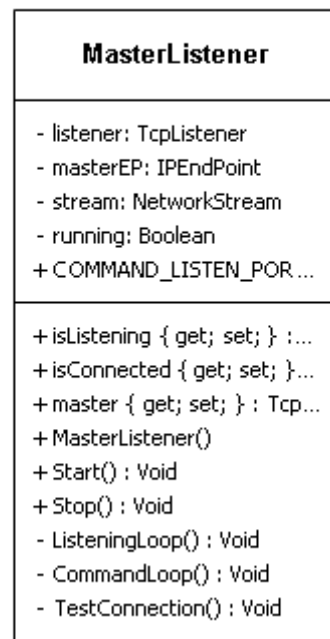 MasterListener
- listener: TcpListener
- masterEP: IPEndPoint
- stream: NetworkStream
- running: Boolean
+ COMMAND_LISTEN_POR...
+ isListening { get; set; } :...
+ isConnected { get; set; }...
+ master { get; set; } : Tcp...
+ MasterListener()
+ Start() : Void
+ Stop() : Void
- ListeningLoop() : Void
- CommandLoop() : Void
- TestConnection() : Void